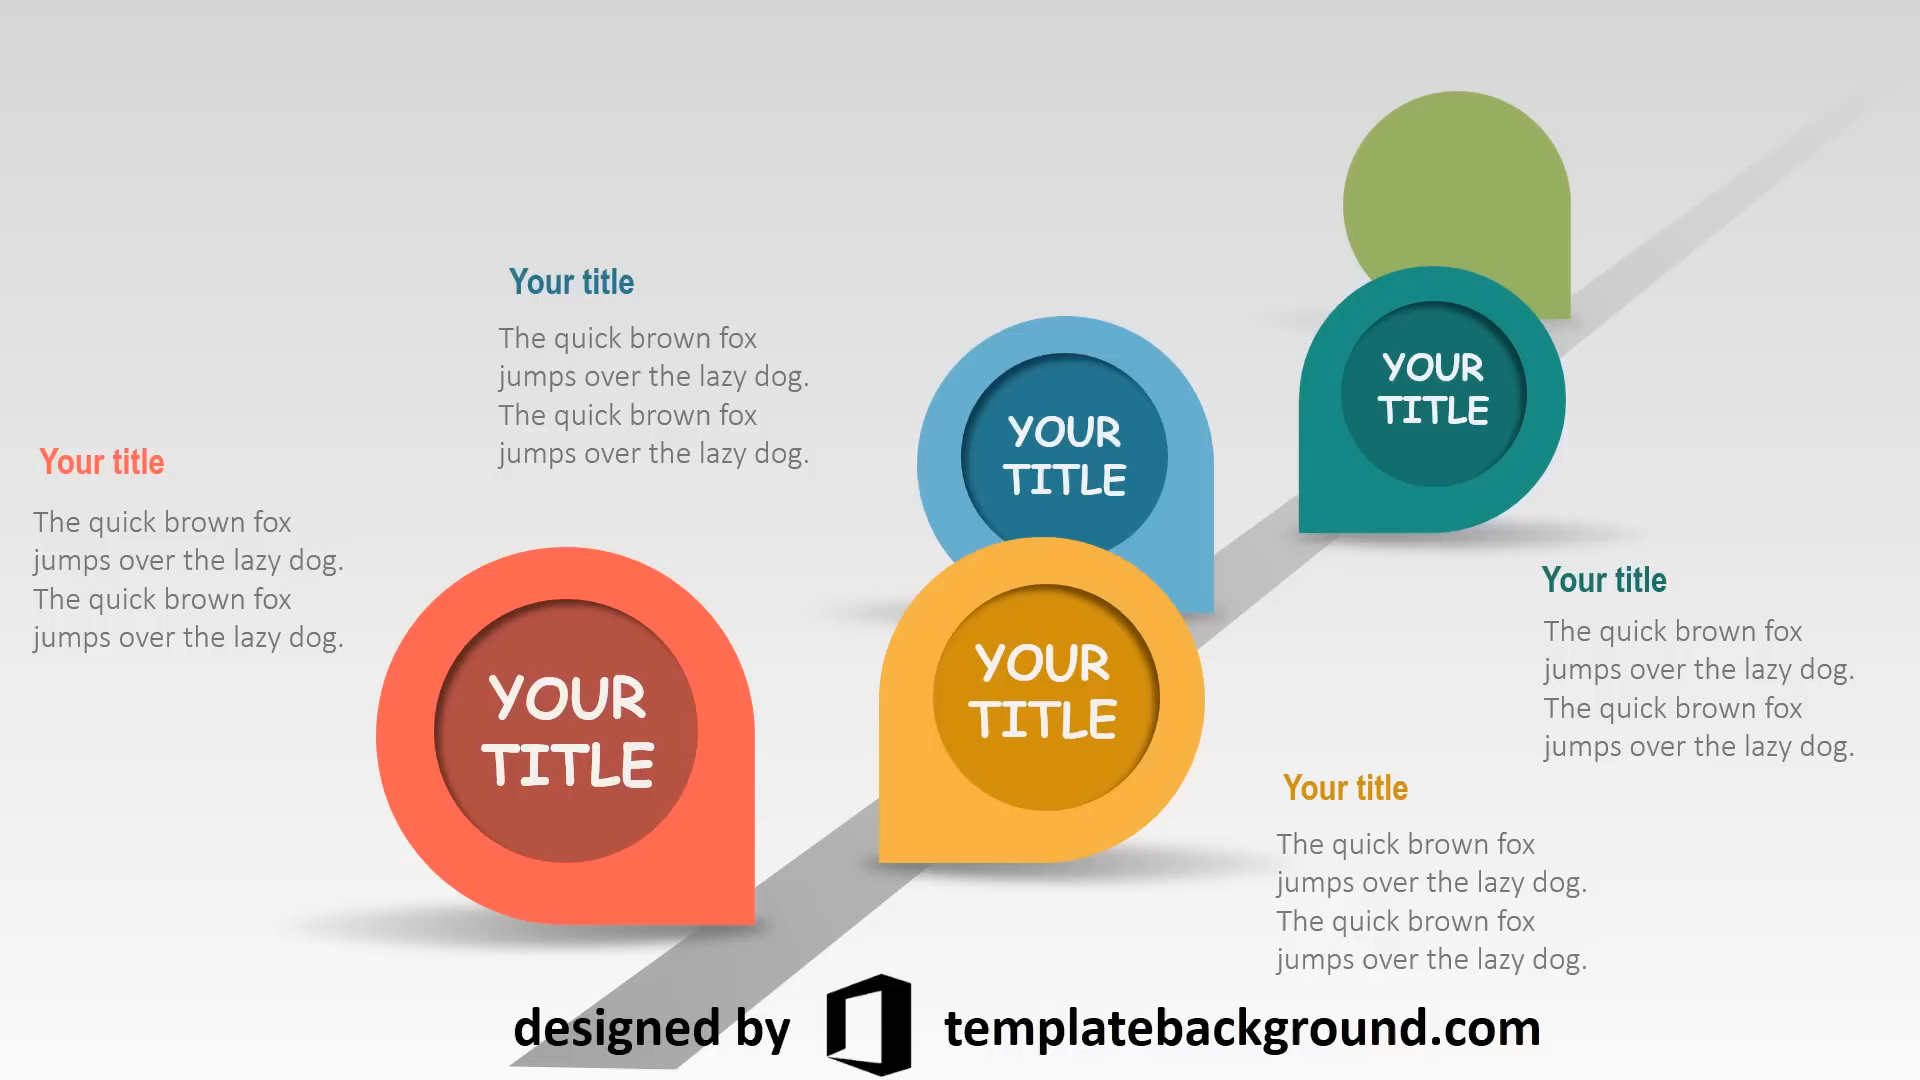 Your title
The quick brown fox
jumps over the lazy dog.
The quick brown fox
jumps over the lazy dog.
Your title
The quick brown fox
jumps over the lazy dog.
The quick brown fox
jumps over the lazy dog.
YOUR
TITLE
YOUR
TITLE
YOUR
TITLE
YOUR
TITLE
Your title
The quick brown fox
jumps over the lazy dog.
The quick brown fox
jumps over the lazy dog.
Your title
The quick brown fox
jumps over the lazy dog.
The quick brown fox
jumps over the lazy dog.
designed by templatebackground.com